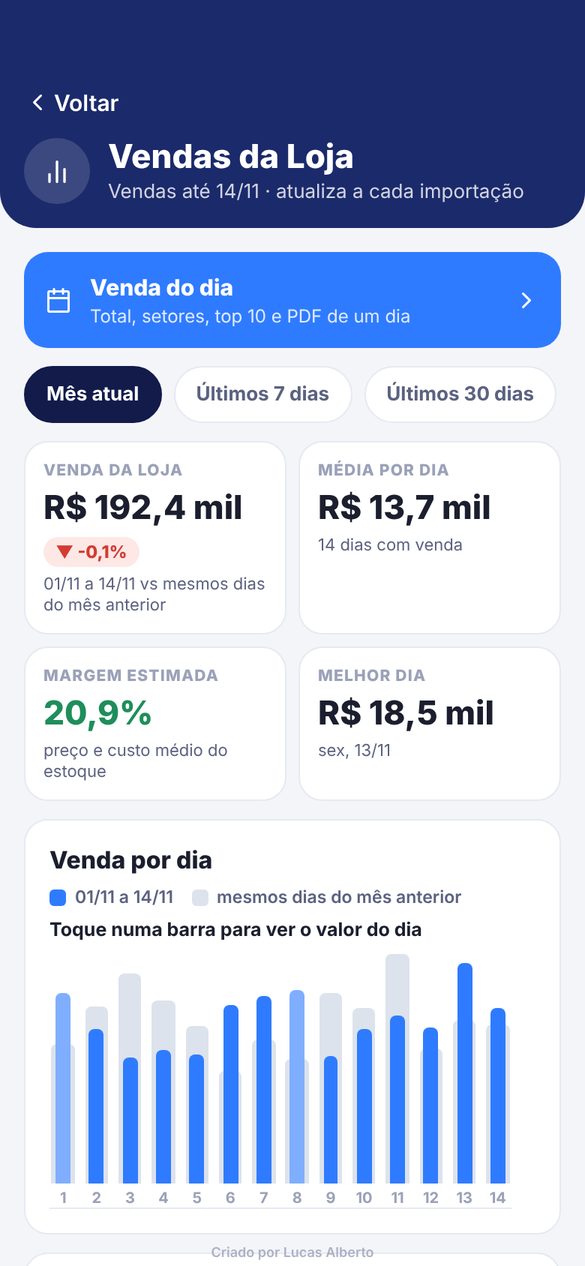 Voltar
Vendas da Loja
Vendas até 14/11 · atualiza a cada importação
Venda do dia
Total, setores, top 10 e PDF de um dia
Mês atual
Últimos 7 dias
Últimos 30 dias
VENDA DA LOJA
R$ 192,4 mil
▼ -0,1%
01/11 a 14/11 vs mesmos dias
do mês anterior
MÉDIA POR DIA
R$ 13,7 mil
14 dias com venda
MARGEM ESTIMADA
20,9%
preço e custo médio do
estoque
MELHOR DIA
R$ 18,5 mil
sex, 13/11
Venda por dia
01/11 a 14/11 mesmos dias do mês anterior
Toque numa barra para ver o valor do dia
1 2 3 4 5 6 7 8 9 10 11 12 13 14
Criado por Lucas Alberto